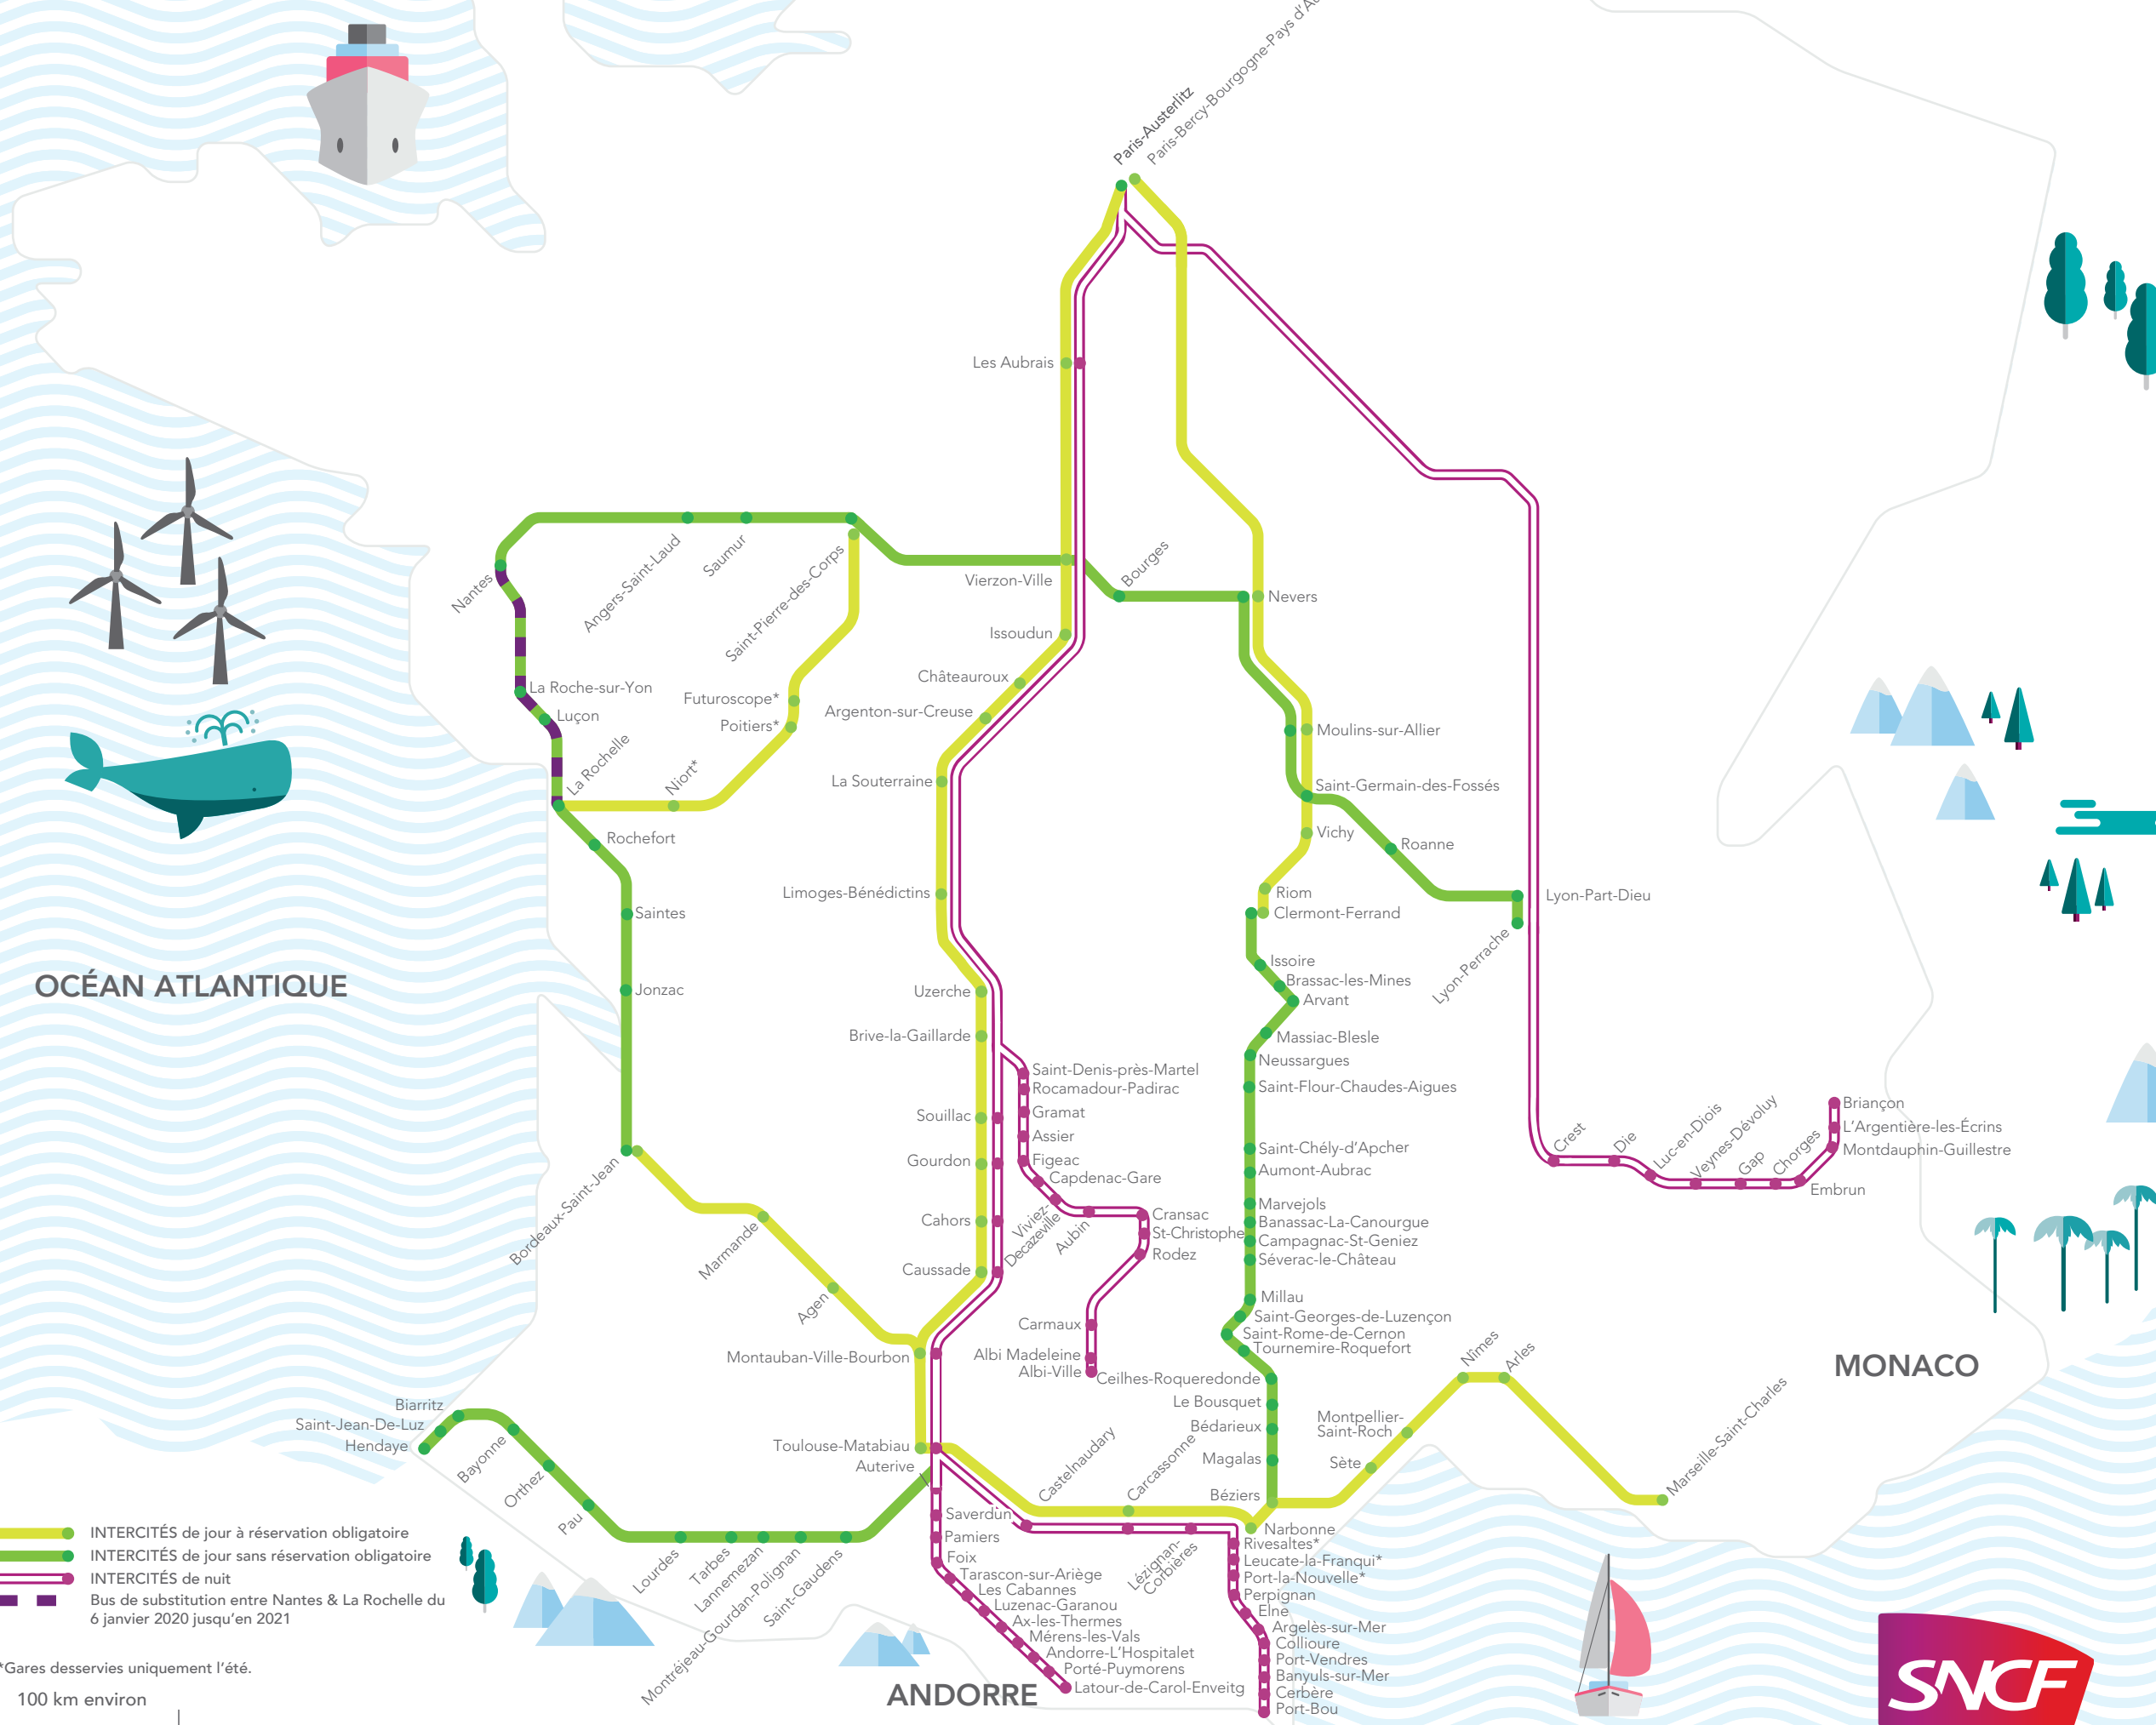 Paris-Austerlitz
Paris-Bercy-Bourgogne-Pays
Les Aubrais
Nantes
Angers-Saint-Laud
Saumur
Saint-Pierre-des-Corps
Vierzon-Ville
Bourges
Nevers
Issoudun
Châteauroux
La Roche-sur-Yon
Futuroscope*
Luçon
Argenton-sur-Creuse
Poitiers*
Moulins-sur-Allier
La Rochelle
Niort*
La Souterraine
Saint-Germain-des-Fossés
Rochefort
Vichy
Roanne
Limoges-Bénédictins
Riom
Lyon-Part-Dieu
Saintes
Clermont-Ferrand
Lyon-Perrache
Issoire
OCÉAN ATLANTIQUE
Jonzac
Uzerche
Brassac-les-Mines
Arvant
Brive-la-Gaillarde
Massiac-Blesle
Neussargues
Saint-Denis-près-Martel
Rocamadour-Padirac
Saint-Flour-Chaudes-Aigues
Souillac
Gramat
Assier
Gourdon
Figeac
Capdenac-Gare
Saint-Chély-d'Apcher
Aumont-Aubrac
Crest
Die
Luc-en-Diois
Veynes-Dévoluy
Gap
Chorges
Embrun
Briançon
L'Argentière-les-Écrins
Montdauphin-Guillestre
Bordeaux-Saint-Jean
Marmande
Agen
Cahors
Viviez-
Decazeville
Aubin
Cransac
St-Christophe
Rodez
Marvejols
Banassac-La-Canourgue
Campagnac-St-Geniez
Séverac-le-Château
Caussade
Millau
Saint-Georges-de-Luzençon
Saint-Rome-de-Cernon
Tournemire-Roquefort
Carmaux
Albi Madeleine
Albi-Ville
Montauban-Ville-Bourbon
Ceilhes-Roqueredonde
Le Bousquet
Bédarieux
Magalas
Béziers
Nîmes
Arles
MONACO
Montpellier-
Saint-Roch
Sète
Marseille-Saint-Charles
Biarritz
Saint-Jean-De-Luz
Hendaye
Bayonne
Orthez
Pau
Lourdes
Tarbes
Lannemezan
Montréjeau-Gourdan-Polignan
Saint-Gaudens
Toulouse-Matabiau
Auterive
Castelnaudary
Carcassonne
Lézignan-
Corbières
Narbonne
Saverdun
Pamiers
Foix
Tarascon-sur-Ariège
Les Cabannes
Luzenac-Garanou
Ax-les-Thermes
Mérens-les-Vals
Andorre-L'Hospitalet
Porté-Puymorens
Latour-de-Carol-Enveitg
Rivesaltes*
Leucate-la-Franqui*
Port-la-Nouvelle*
Perpignan
Elne
Argelès-sur-Mer
Collioure
Port-Vendres
Banyuls-sur-Mer
Cerbère
Port-Bou
ANDORRE
INTERCITÉS de jour à réservation obligatoire
INTERCITÉS de jour sans réservation obligatoire
INTERCITÉS de nuit
Bus de substitution entre Nantes & La Rochelle du
6 janvier 2020 jusqu'en 2021
*Gares desservies uniquement l'été.
100 km environ
SNCF